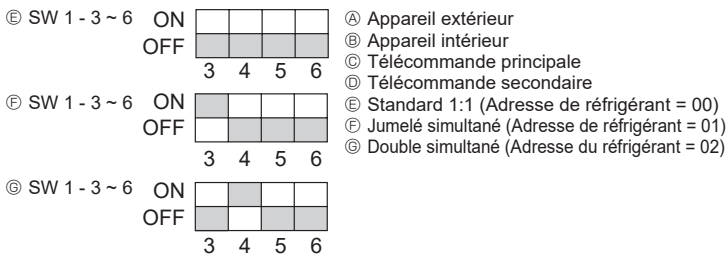 Ⓔ SW 1 - 3 ~ 6 ON
OFF
3 4 5 6
Ⓕ SW 1 - 3 ~ 6 ON
OFF
3 4 5 6
Ⓖ SW 1 - 3 ~ 6 ON
OFF
3 4 5 6
Ⓐ Appareil extérieur
Ⓑ Appareil intérieur
Ⓒ Télécommande principale
Ⓓ Télécommande secondaire
Ⓔ Standard 1:1 (Adresse de réfrigérant = 00)
Ⓕ Jumelé simultané (Adresse de réfrigérant = 01)
Ⓖ Double simultané (Adresse du réfrigérant = 02)